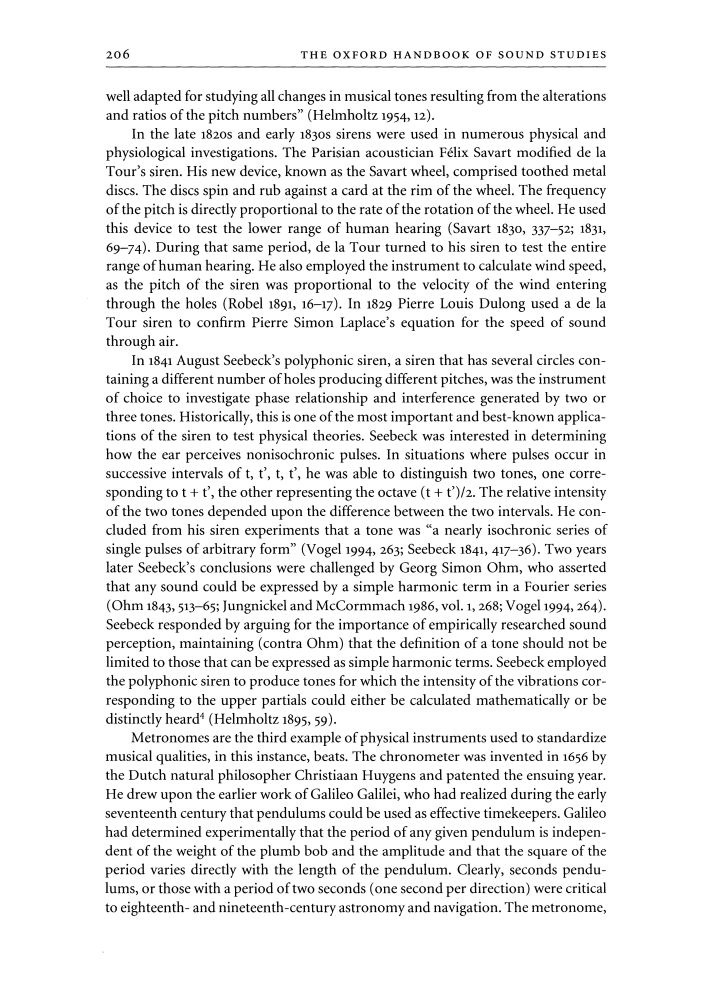 206
THE OXFORD HANDBOOK OF SOUND STUDIES
well adapted for studying all changes in musical tones resulting from the alterations
and ratios of the pitch numbers” (Helmholtz 1954, 12).
In the late 1820s and early 1830s sirens were used in numerous physical and
physiological investigations. The Parisian acoustician Félix Savart modified de la
Tour’s siren. His new device, known as the Savart wheel, comprised toothed metal
discs. The discs spin and rub against a card at the rim of the wheel. The frequency
of the pitch is directly proportional to the rate of the rotation of the wheel. He used
this device to test the lower range of human hearing (Savart 1830, 337–52; 1831,
69–74). During that same period, de la Tour turned to his siren to test the entire
range of human hearing. He also employed the instrument to calculate wind speed,
as the pitch of the siren was proportional to the velocity of the wind entering
through the holes (Robel 1891, 16–17). In 1829 Pierre Louis Dulong used a de la
Tour siren to confirm Pierre Simon Laplace’s equation for the speed of sound
through air.
In 1841 August Seebeck’s polyphonic siren, a siren that has several circles con-
taining a different number of holes producing different pitches, was the instrument
of choice to investigate phase relationship and interference generated by two or
three tones. Historically, this is one of the most important and best-known applica-
tions of the siren to test physical theories. Seebeck was interested in determining
how the ear perceives nonisochronic pulses. In situations where pulses occur in
successive intervals of t, t’, t, t’, he was able to distinguish two tones, one corre-
sponding to t + t’, the other representing the octave (t + t’)/2. The relative intensity
of the two tones depended upon the difference between the two intervals. He con-
cluded from his siren experiments that a tone was “a nearly isochronic series of
single pulses of arbitrary form” (Vogel 1994, 263; Seebeck 1841, 417–36). Two years
later Seebeck’s conclusions were challenged by Georg Simon Ohm, who asserted
that any sound could be expressed by a simple harmonic term in a Fourier series
(Ohm 1843, 513–65; Jungnickel and McCormmach 1986, vol. 1, 268; Vogel 1994, 264).
Seebeck responded by arguing for the importance of empirically researched sound
perception, maintaining (contra Ohm) that the definition of a tone should not be
limited to those that can be expressed as simple harmonic terms. Seebeck employed
the polyphonic siren to produce tones for which the intensity of the vibrations cor-
responding to the upper partials could either be calculated mathematically or be
distinctly heard⁴ (Helmholtz 1895, 59).
Metronomes are the third example of physical instruments used to standardize
musical qualities, in this instance, beats. The chronometer was invented in 1656 by
the Dutch natural philosopher Christiaan Huygens and patented the ensuing year.
He drew upon the earlier work of Galileo Galilei, who had realized during the early
seventeenth century that pendulums could be used as effective timekeepers. Galileo
had determined experimentally that the period of any given pendulum is indepen-
dent of the weight of the plumb bob and the amplitude and that the square of the
period varies directly with the length of the pendulum. Clearly, seconds pendu-
lums, or those with a period of two seconds (one second per direction) were critical
to eighteenth- and nineteenth-century astronomy and navigation. The metronome,